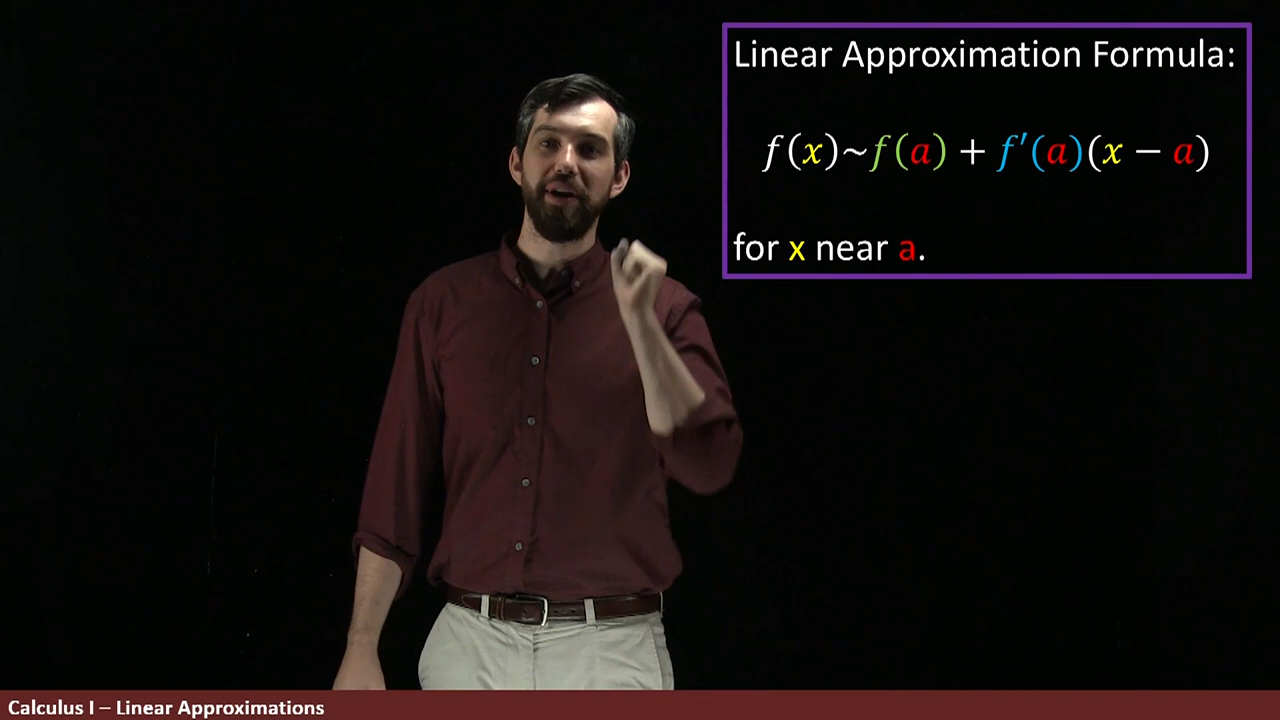 Linear Approximation Formula:
f(x)~f(a) + f′(a)(x − a)
for x near a.
Calculus I – Linear Approximations